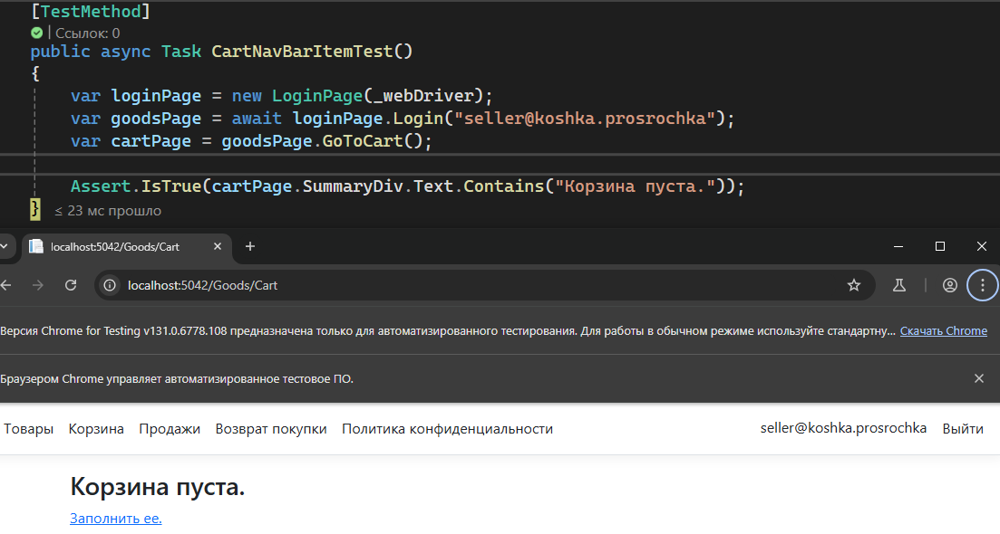 [TestMethod]
| Ссылок: 0
public async Task CartNavBarItemTest()
{
var loginPage = new LoginPage(_webDriver);
var goodsPage = await loginPage.Login("seller@koshka.prosrochka");
var cartPage = goodsPage.GoToCart();
Assert.IsTrue(cartPage.SummaryDiv.Text.Contains("Корзина пуста."));
} ≤ 23 мс прошло
localhost:5042/Goods/Cart
localhost:5042/Goods/Cart
Версия Chrome for Testing v131.0.6778.108 предназначена только для автоматизированного тестирования. Для работы в обычном режиме используйте стандартну... Скачать Chrome
Браузером Chrome управляет автоматизированное тестовое ПО.
Товары Корзина Продажи Возврат покупки Политика конфиденциальности seller@koshka.prosrochka Выйти
Корзина пуста.
Заполнить ее.